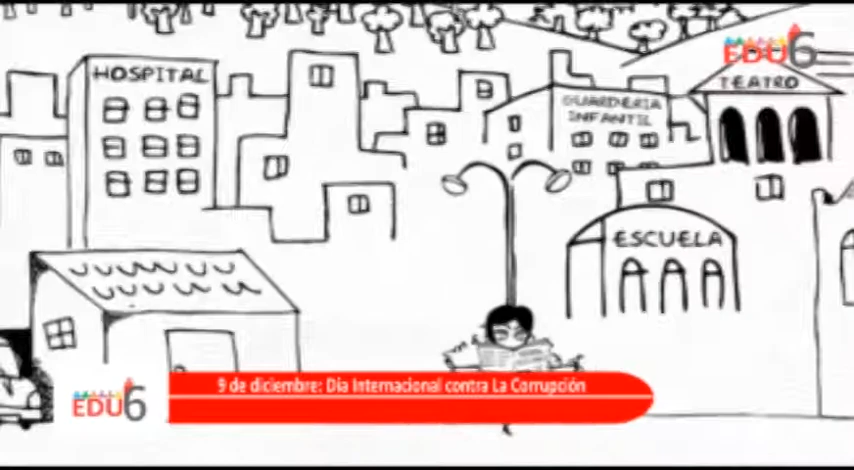 HOSPITAL
EDU6
TEATRO
GUARDERIA
INFANTIL
ESCUELA
9 de diciembre: Día Internacional contra La Corrupción
EDU6